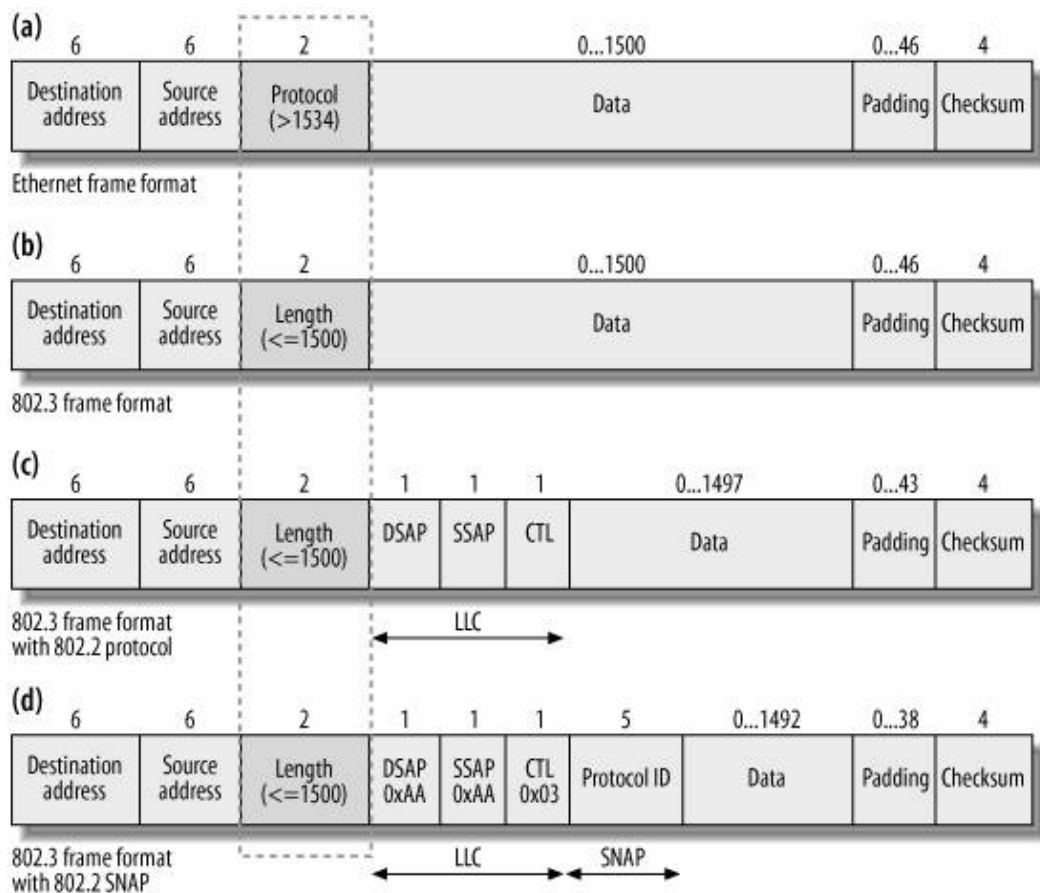 (a)
6 6 2 0...1500 0...46 4
Destination address Source address Protocol (>1534) Data Padding Checksum
Ethernet frame format
(b)
6 6 2 0...1500 0...46 4
Destination address Source address Length (<=1500) Data Padding Checksum
802.3 frame format
(c)
6 6 2 1 1 1 0...1497 0...43 4
Destination address Source address Length (<=1500) DSAP SSAP CTL Data Padding Checksum
802.3 frame format
with 802.2 protocol
LLC
(d)
6 6 2 1 1 1 5 0...1492 0...38 4
Destination address Source address Length (<=1500) DSAP 0xAA SSAP 0xAA CTL 0x03 Protocol ID Data Padding Checksum
802.3 frame format
with 802.2 SNAP
LLC SNAP